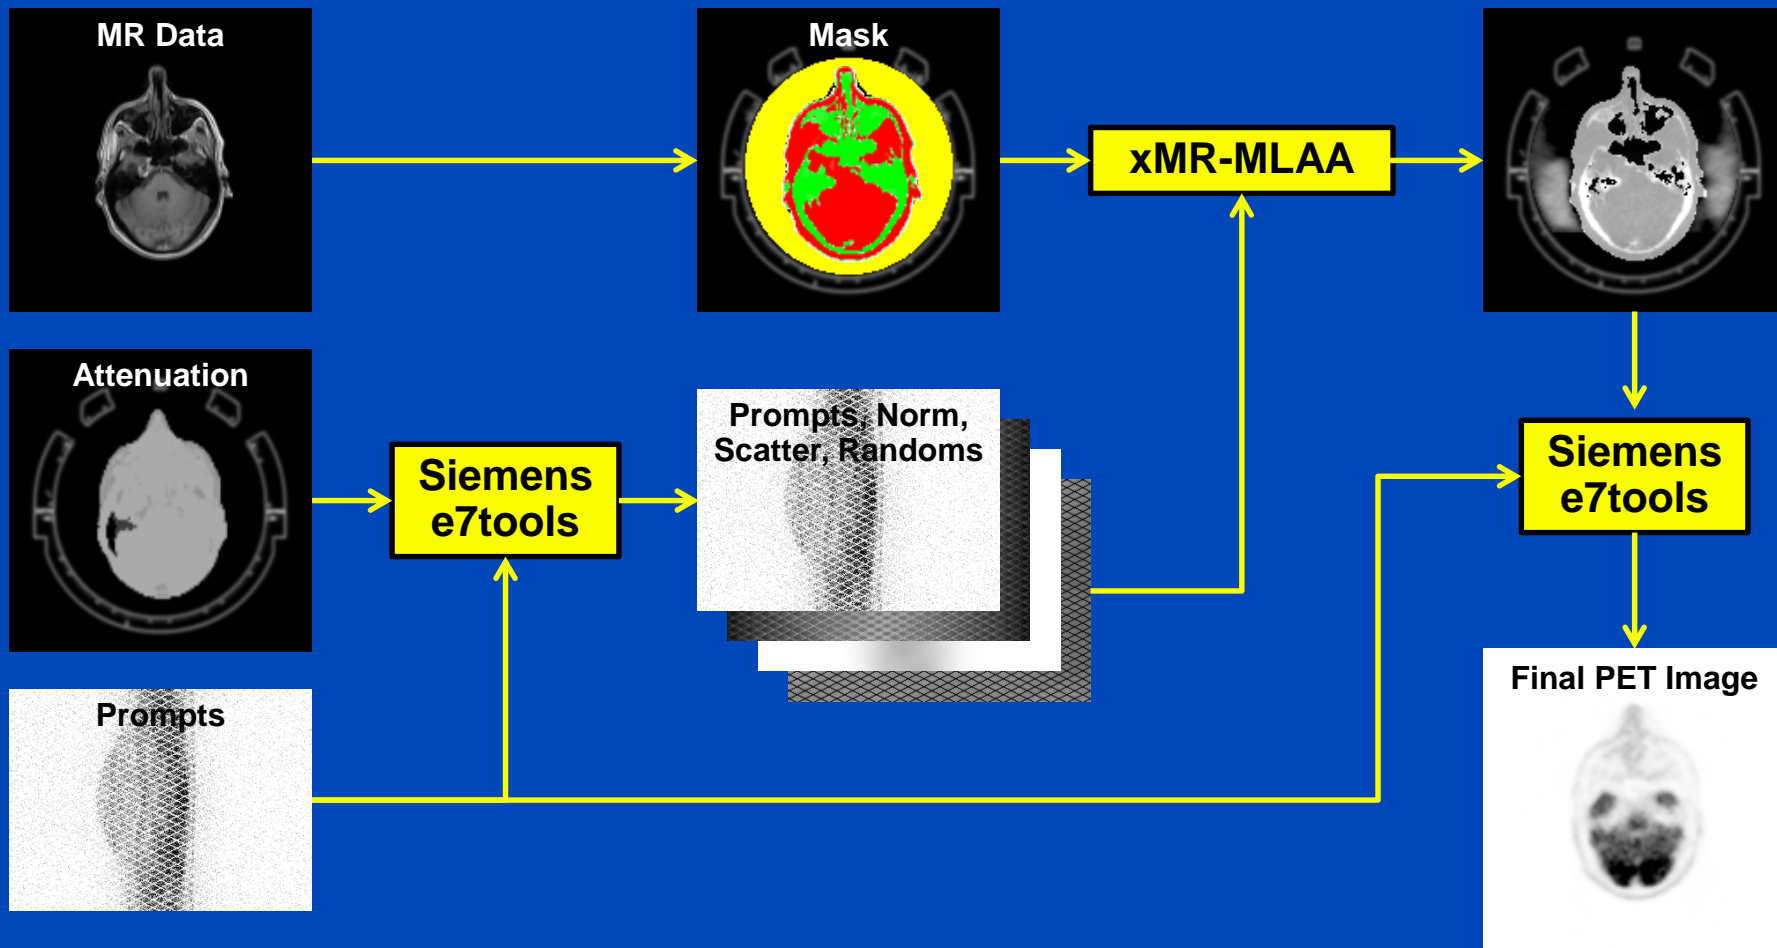 MR Data
Mask
xMR-MLAA
Attenuation
Siemens
e7tools
Prompts, Norm,
Scatter, Randoms
Siemens
e7tools
Prompts
Final PET Image